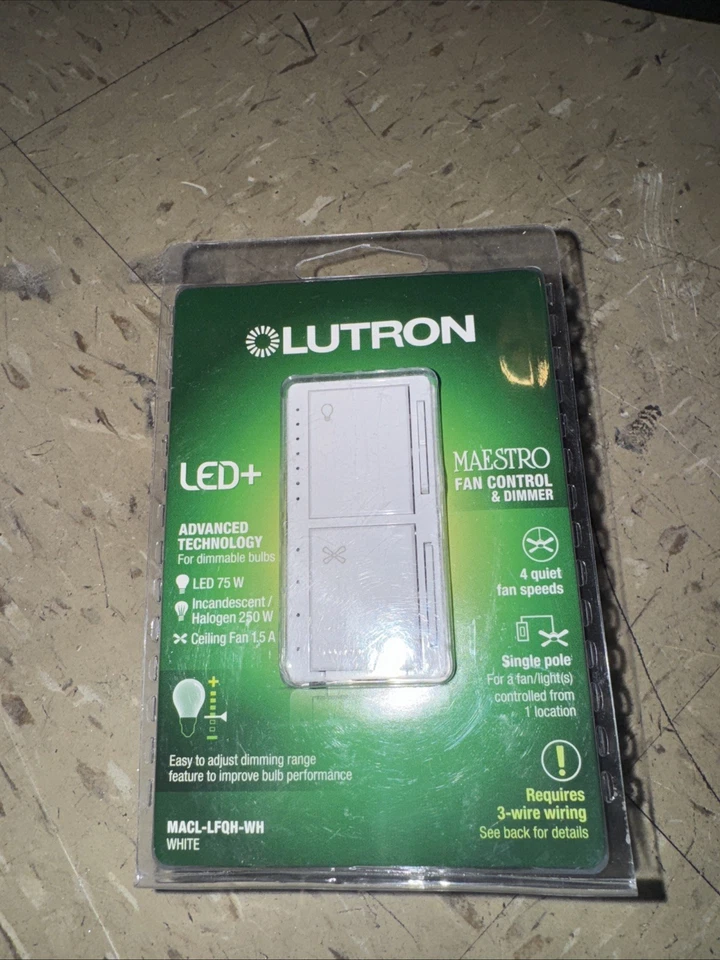 LUTRON
LED+
ADVANCED
TECHNOLOGY
For dimmable bulbs
LED 75 W
Incandescent /
Halogen 250 W
Ceiling Fan 1.5 A
Easy to adjust dimming range
feature to improve bulb performance
MACL-LFQH-WH
WHITE
MAESTRO
FAN CONTROL
& DIMMER
4 quiet
fan speeds
Single pole
For a fan/light(s)
controlled from
1 location
!
Requires
3-wire wiring
See back for details